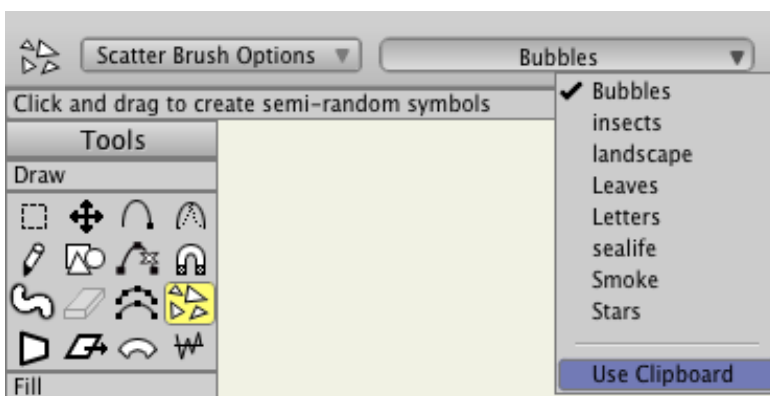 Scatter Brush Options
Bubbles
Click and drag to create semi-random symbols
Tools
Draw
Fill
Bubbles
insects
landscape
Leaves
Letters
sealife
Smoke
Stars
Use Clipboard